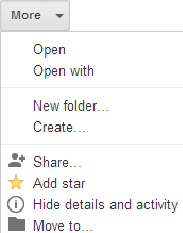 More
Open
Open with
New folder...
Create...
Share...
Add star
Hide details and activity
Move to...